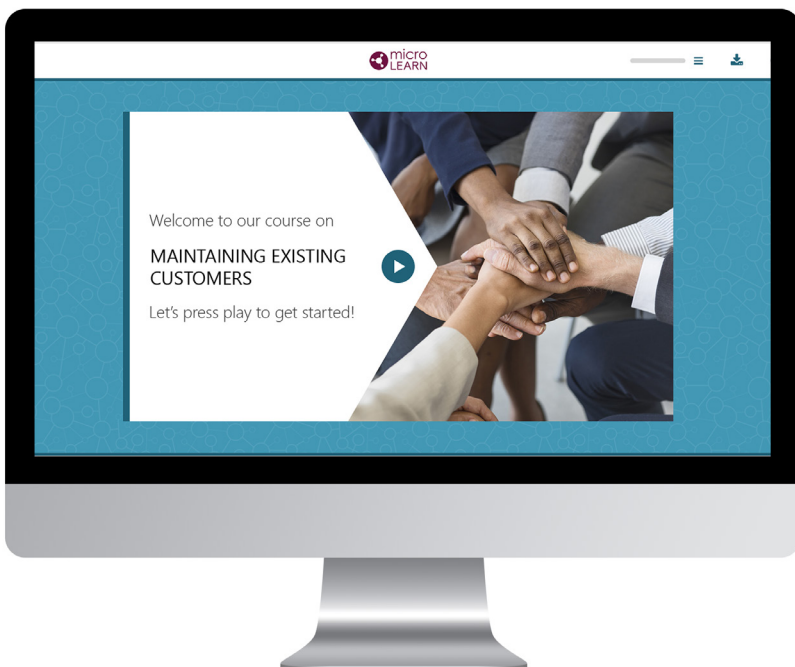 micro
LEARN
Welcome to our course on
MAINTAINING EXISTING
CUSTOMERS
Let's press play to get started!